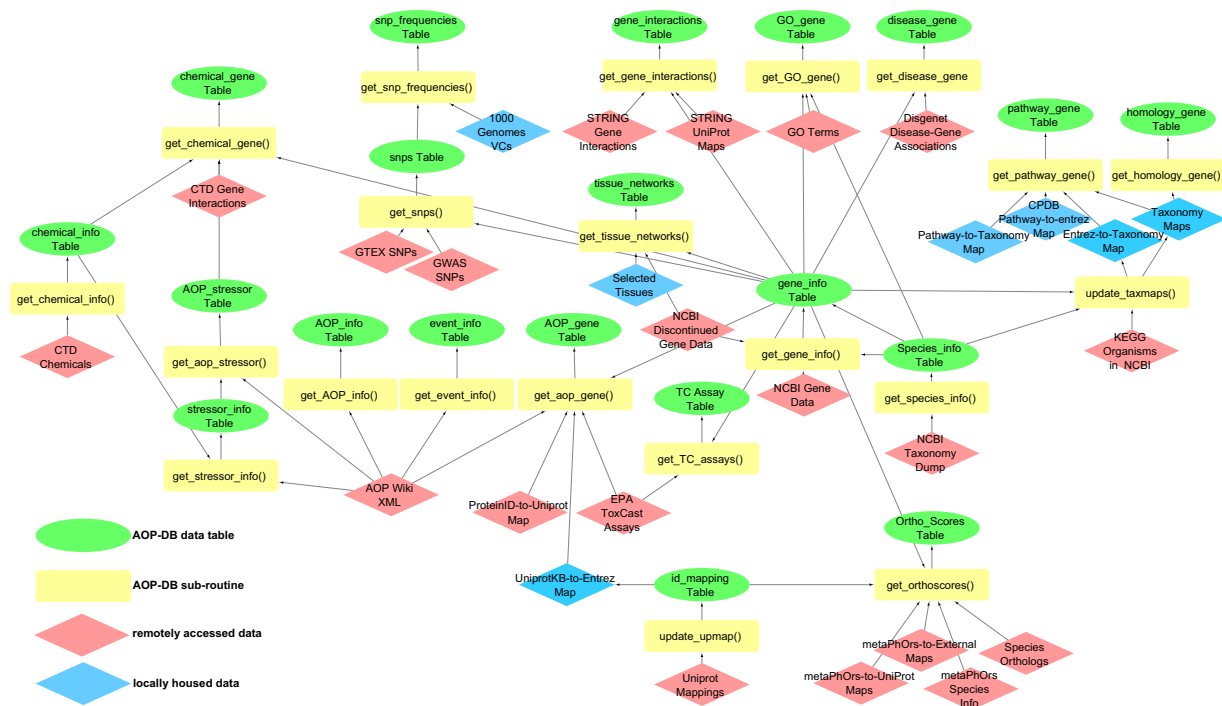 snp_frequencies
Table
gene_interactions
Table
GO_gene
Table
disease_gene
Table
chemical_gene
Table
get_snp_frequencies()
get_gene_interactions()
get_GO_gene()
get_disease_gene
pathway_gene
Table
homology_gene
Table
get_chemical_gene()
snps Table
1000
Genomes
VCs
STRING
Gene
Interactions
STRING
UniProt
Maps
GO Terms
Disgenet
Disease-Gene
Associations
get_pathway_gene()
get_homology_gene()
CTD Gene
Interactions
get_snps()
tissue_networks
Table
chemical_info
Table
GTEX SNPs
GWAS
SNPs
get_tissue_networks()
Pathway-to-Taxonomy
Map
CPDB
Pathway-to-entrez
Map
Entrez-to-Taxonomy
Map
Taxonomy
Maps
get_chemical_info()
AOP_stressor
Table
Selected
Tissues
gene_info
Table
update_taxmaps()
CTD
Chemicals
get_aop_stressor()
AOP_info
Table
event_info
Table
AOP_gene
Table
NCBI
Discontinued
Gene Data
get_gene_info()
Species_info
Table
KEGG
Organisms
in NCBI
stressor_info
Table
get_AOP_info()
get_event_info()
get_aop_gene()
TC Assay
Table
NCBI Gene
Data
get_species_info()
get_stressor_info()
AOP Wiki
XML
get_TC_assays()
NCBI
Taxonomy
Dump
ProteinID-to-Uniprot
Map
EPA
ToxCast
Assays
AOP-DB data table
Ortho_Scores
Table
AOP-DB sub-routine
UniprotKB-to-Entrez
Map
id_mapping
Table
get_orthoscores()
remotely accessed data
update_upmap()
metaPhOrs-to-External
Maps
Species
Orthologs
locally housed data
Uniprot
Mappings
metaPhOrs-to-UniProt
Maps
metaPhOrs
Species
Info